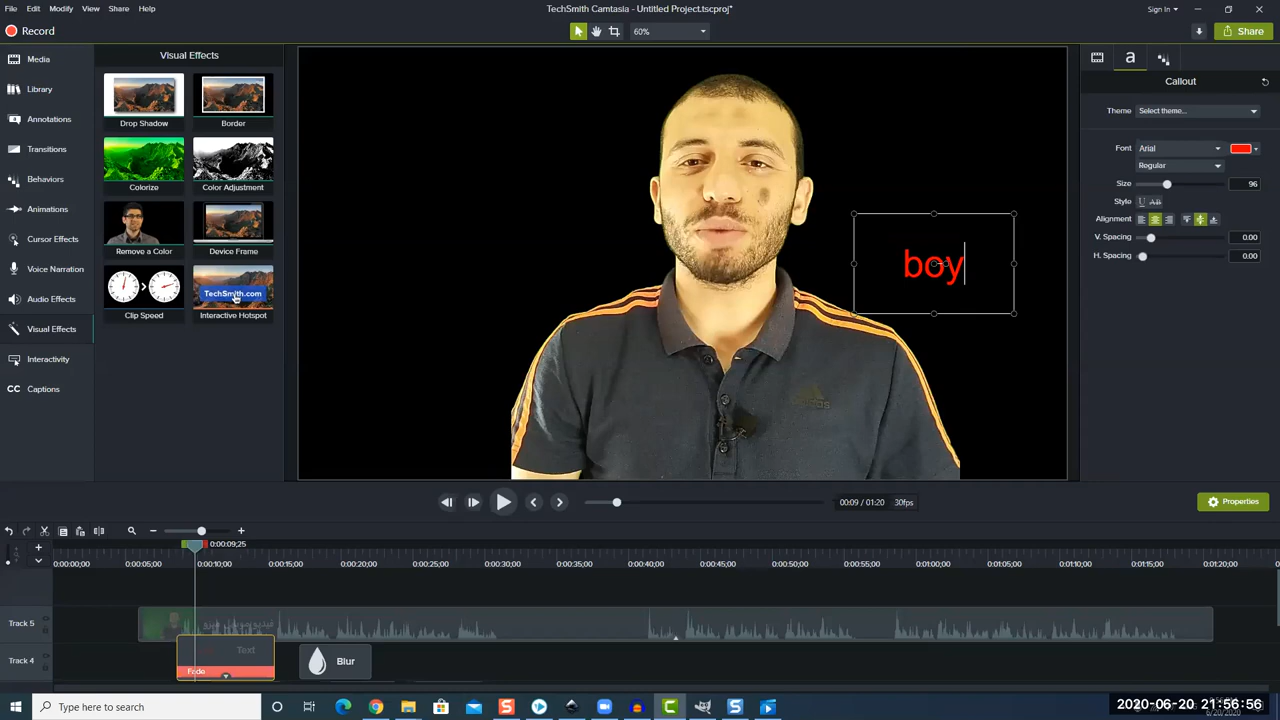 TechSmith Camtasia - Untitled Project.tscproj*
File Edit Modify View Share Help
Sign In
Record
60%
Share
Media
Library
Annotations
Transitions
Behaviors
Animations
Cursor Effects
Voice Narration
Audio Effects
Visual Effects
Interactivity
CC Captions
Visual Effects
Drop Shadow
Border
Colorize
Color Adjustment
Remove a Color
Device Frame
Clip Speed
TechSmith.com
Interactive Hotspot
boy
adidas
a
Callout
Theme Select theme...
Font Arial
Regular
Size 96
Style U Ab
Alignment
V. Spacing 0.00
H. Spacing 0.00
00:09 / 01:20 30fps
Properties
0:00:09;25
0:00:00;00 0:00:05;00 0:00:10;00 0:00:15;00 0:00:20;00 0:00:25;00 0:00:30;00 0:00:35;00 0:00:40;00 0:00:45;00 0:00:50;00 0:00:55;00 0:01:00;00 0:01:05;00 0:01:10;00 0:01:15;00 0:01:20;00
Track 5
Text
Fade
Track 4
Blur
Type here to search
2020-06-20 21:56:56